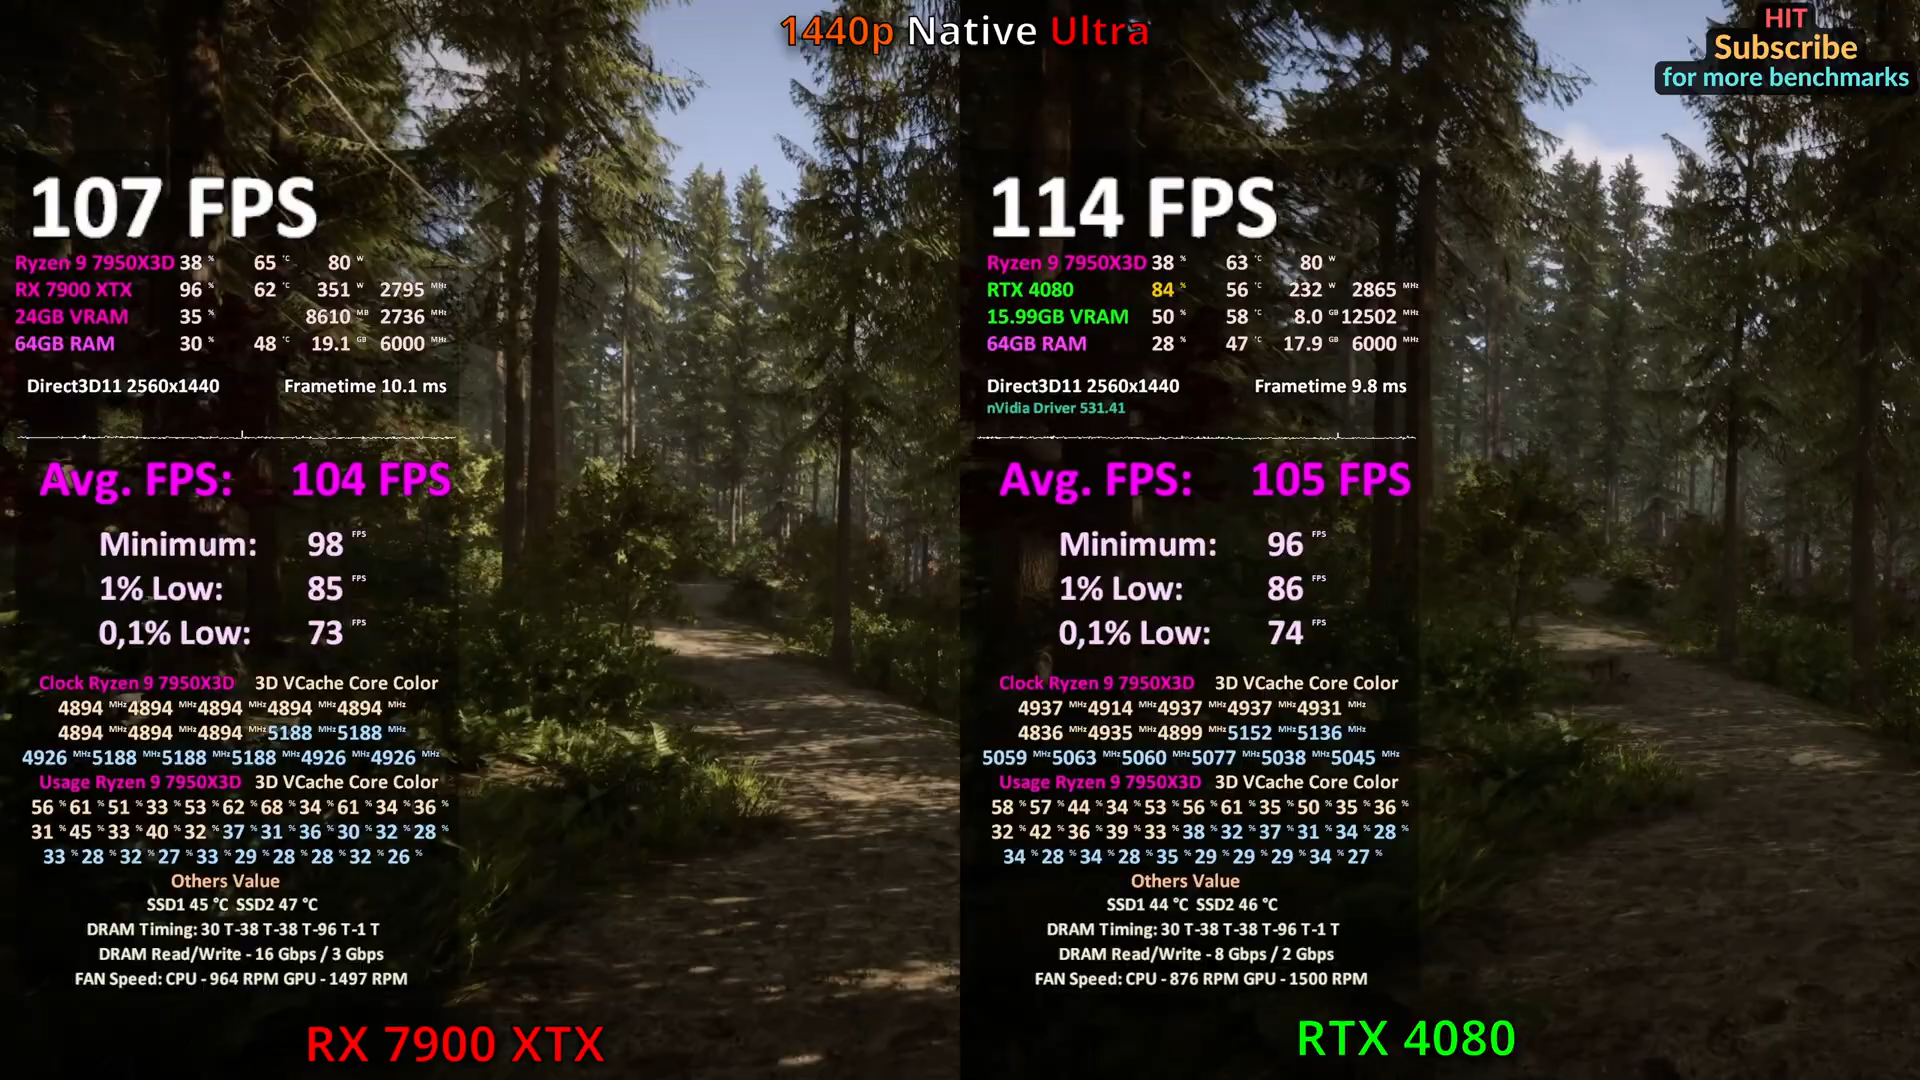 1440p Native Ultra
HIT
Subscribe
for more benchmarks
107 FPS
Ryzen 9 7950X3D 38 % 65 °C 80 W
RX 7900 XTX 96 % 62 °C 351 W 2795 MHz
24GB VRAM 35 % 8610 MB 2736 MHz
64GB RAM 30 % 48 °C 19.1 GB 6000 MHz
Direct3D11 2560x1440 Frametime 10.1 ms
Avg. FPS: 104 FPS
Minimum: 98 FPS
1% Low: 85 FPS
0,1% Low: 73 FPS
Clock Ryzen 9 7950X3D 3D VCache Core Color
4894 MHz 4894 MHz 4894 MHz 4894 MHz 4894 MHz
4894 MHz 4894 MHz 4894 MHz 5188 MHz 5188 MHz
4926 MHz 5188 MHz 5188 MHz 5188 MHz 4926 MHz 4926 MHz
Usage Ryzen 9 7950X3D 3D VCache Core Color
56 % 61 % 51 % 33 % 53 % 62 % 68 % 34 % 61 % 34 % 36 %
31 % 45 % 33 % 40 % 32 % 37 % 31 % 36 % 30 % 32 % 28 %
33 % 28 % 32 % 27 % 33 % 29 % 28 % 28 % 32 % 26 %
Others Value
SSD1 45 °C SSD2 47 °C
DRAM Timing: 30 T-38 T-38 T-96 T-1 T
DRAM Read/Write - 16 Gbps / 3 Gbps
FAN Speed: CPU - 964 RPM GPU - 1497 RPM
RX 7900 XTX
114 FPS
Ryzen 9 7950X3D 38 % 63 °C 80 W
RTX 4080 84 % 56 °C 232 W 2865 MHz
15.99GB VRAM 50 % 58 °C 8.0 GB 12502 MHz
64GB RAM 28 % 47 °C 17.9 GB 6000 MHz
Direct3D11 2560x1440 Frametime 9.8 ms
nVidia Driver 531.41
Avg. FPS: 105 FPS
Minimum: 96 FPS
1% Low: 86 FPS
0,1% Low: 74 FPS
Clock Ryzen 9 7950X3D 3D VCache Core Color
4937 MHz 4914 MHz 4937 MHz 4937 MHz 4931 MHz
4836 MHz 4935 MHz 4899 MHz 5152 MHz 5136 MHz
5059 MHz 5063 MHz 5060 MHz 5077 MHz 5038 MHz 5045 MHz
Usage Ryzen 9 7950X3D 3D VCache Core Color
58 % 57 % 44 % 34 % 53 % 56 % 61 % 35 % 50 % 35 % 36 %
32 % 42 % 36 % 39 % 33 % 38 % 32 % 37 % 31 % 34 % 28 %
34 % 28 % 34 % 28 % 35 % 29 % 29 % 29 % 34 % 27 %
Others Value
SSD1 44 °C SSD2 46 °C
DRAM Timing: 30 T-38 T-38 T-96 T-1 T
DRAM Read/Write - 8 Gbps / 2 Gbps
FAN Speed: CPU - 876 RPM GPU - 1500 RPM
RTX 4080